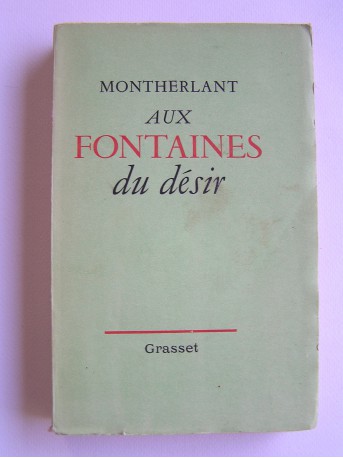 MONTHERLANT
AUX
FONTAINES
du désir
Grasset